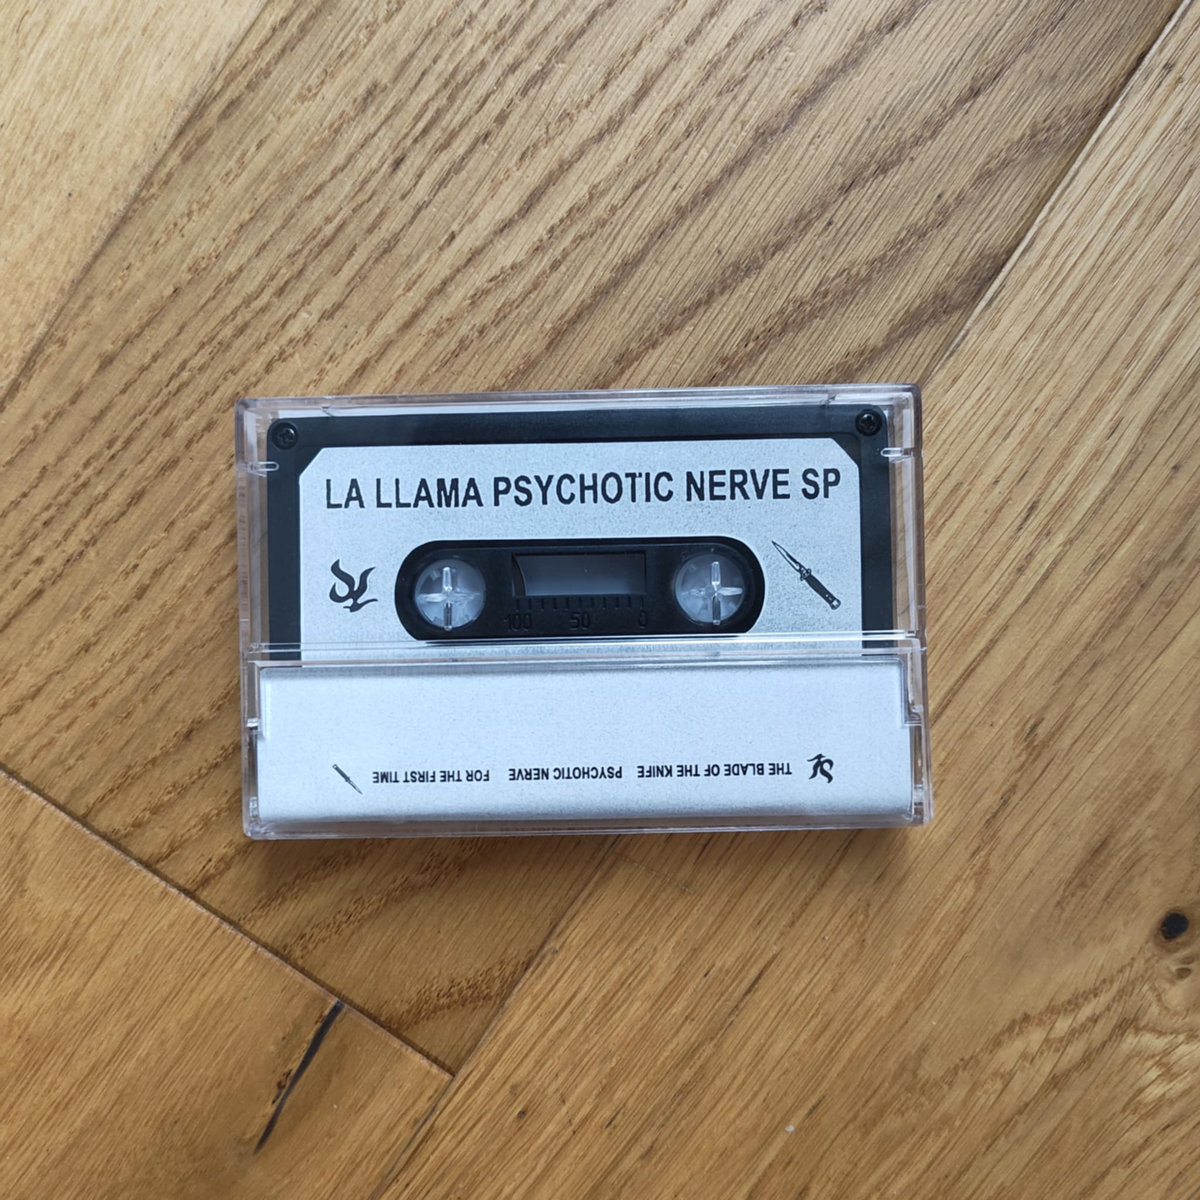 LA LLAMA PSYCHOTIC NERVE SP
100 50 0
THE BLADE OF THE KNIFE PSYCHOTIC NERVE FOR THE FIRST TIME